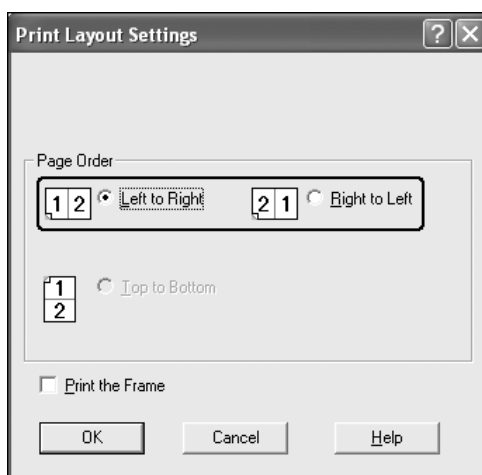 Print Layout Settings
Page Order
1 2 Left to Right 2 1 Right to Left
1 Top to Bottom
2
Print the Frame
OK Cancel Help